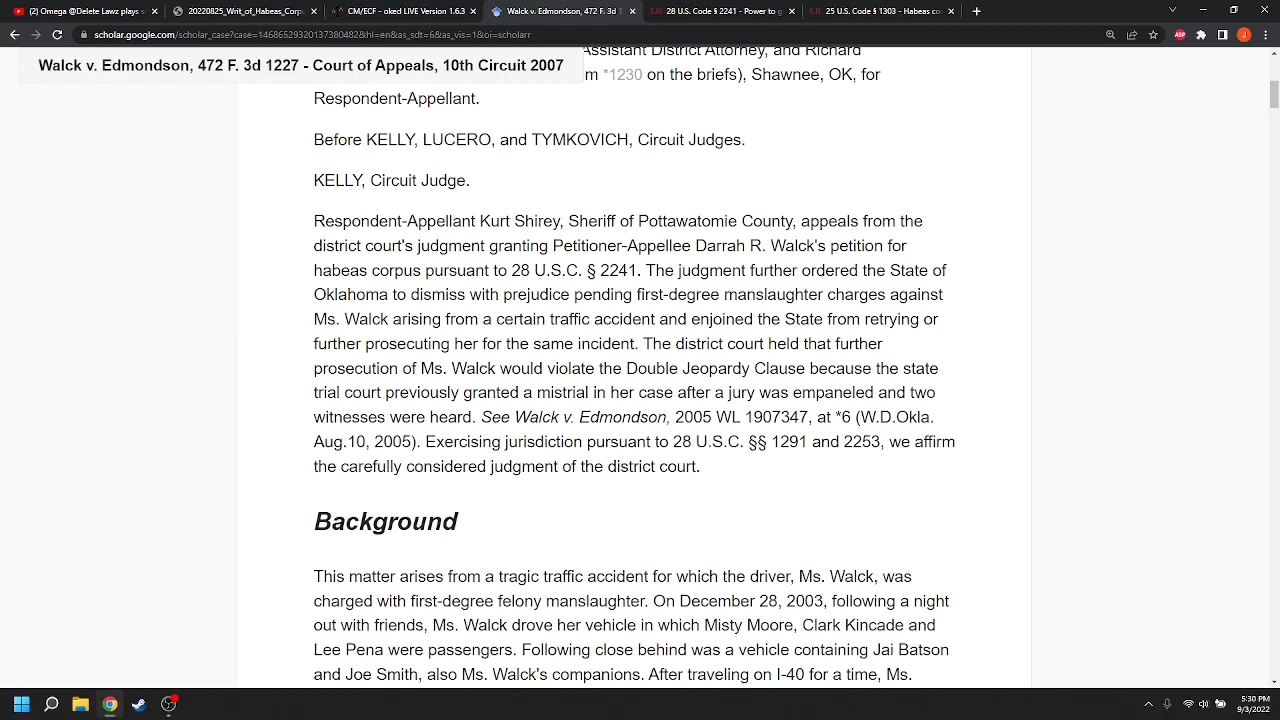 (2) Omega @Delete Lawz plays s
20220825_Writ_of_Habeas_Corp
CM/ECF - oled LIVE Version 1.6.3
Walck v. Edmondson, 472 F. 3d 1
28 U.S. Code § 2241 - Power to g
25 U.S. Code § 1303 - Habeas co
scholar.google.com/scholar_case?case=14686529320137380482&hl=en&as_sdt=6&as_vis=1&oi=scholarr
ABP
J
Walck v. Edmondson, 472 F. 3d 1227 - Court of Appeals, 10th Circuit 2007
Assistant District Attorney, and Richard
m *1230 on the briefs), Shawnee, OK, for
Respondent-Appellant.
Before KELLY, LUCERO, and TYMKOVICH, Circuit Judges.
KELLY, Circuit Judge.
Respondent-Appellant Kurt Shirey, Sheriff of Pottawatomie County, appeals from the
district court's judgment granting Petitioner-Appellee Darrah R. Walck's petition for
habeas corpus pursuant to 28 U.S.C. § 2241. The judgment further ordered the State of
Oklahoma to dismiss with prejudice pending first-degree manslaughter charges against
Ms. Walck arising from a certain traffic accident and enjoined the State from retrying or
further prosecuting her for the same incident. The district court held that further
prosecution of Ms. Walck would violate the Double Jeopardy Clause because the state
trial court previously granted a mistrial in her case after a jury was empaneled and two
witnesses were heard. See Walck v. Edmondson, 2005 WL 1907347, at *6 (W.D.Okla.
Aug.10, 2005). Exercising jurisdiction pursuant to 28 U.S.C. §§ 1291 and 2253, we affirm
the carefully considered judgment of the district court.
Background
This matter arises from a tragic traffic accident for which the driver, Ms. Walck, was
charged with first-degree felony manslaughter. On December 28, 2003, following a night
out with friends, Ms. Walck drove her vehicle in which Misty Moore, Clark Kincade and
Lee Pena were passengers. Following close behind was a vehicle containing Jai Batson
and Joe Smith, also Ms. Walck's companions. After traveling on I-40 for a time, Ms.
5:30 PM
9/3/2022